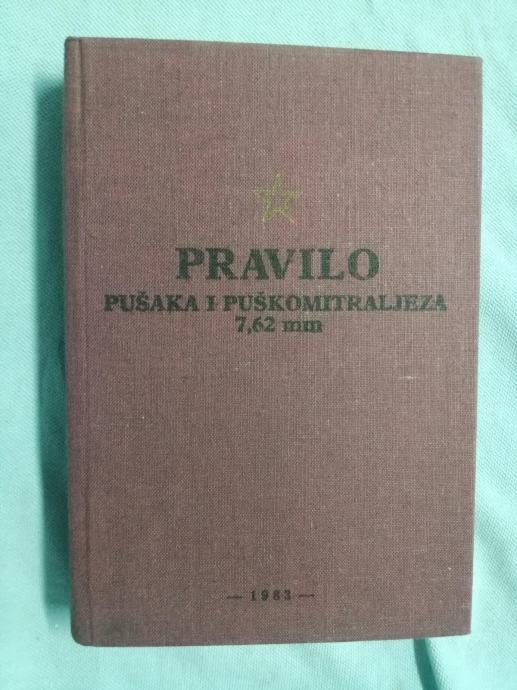 PRAVILO
PUŠAKA I PUŠKOMITRALJEZA
7,62 mm
— 1983 —